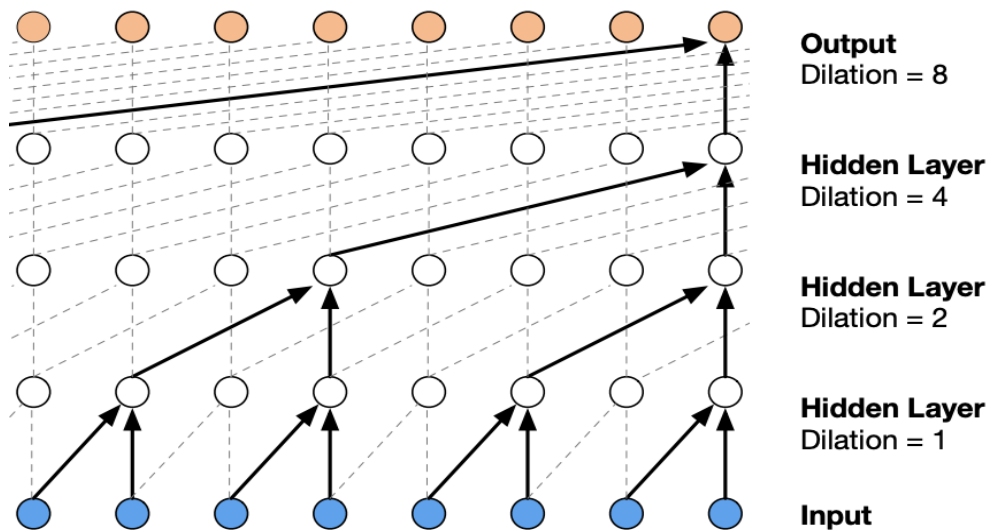 Output
Dilation = 8
Hidden Layer
Dilation = 4
Hidden Layer
Dilation = 2
Hidden Layer
Dilation = 1
Input